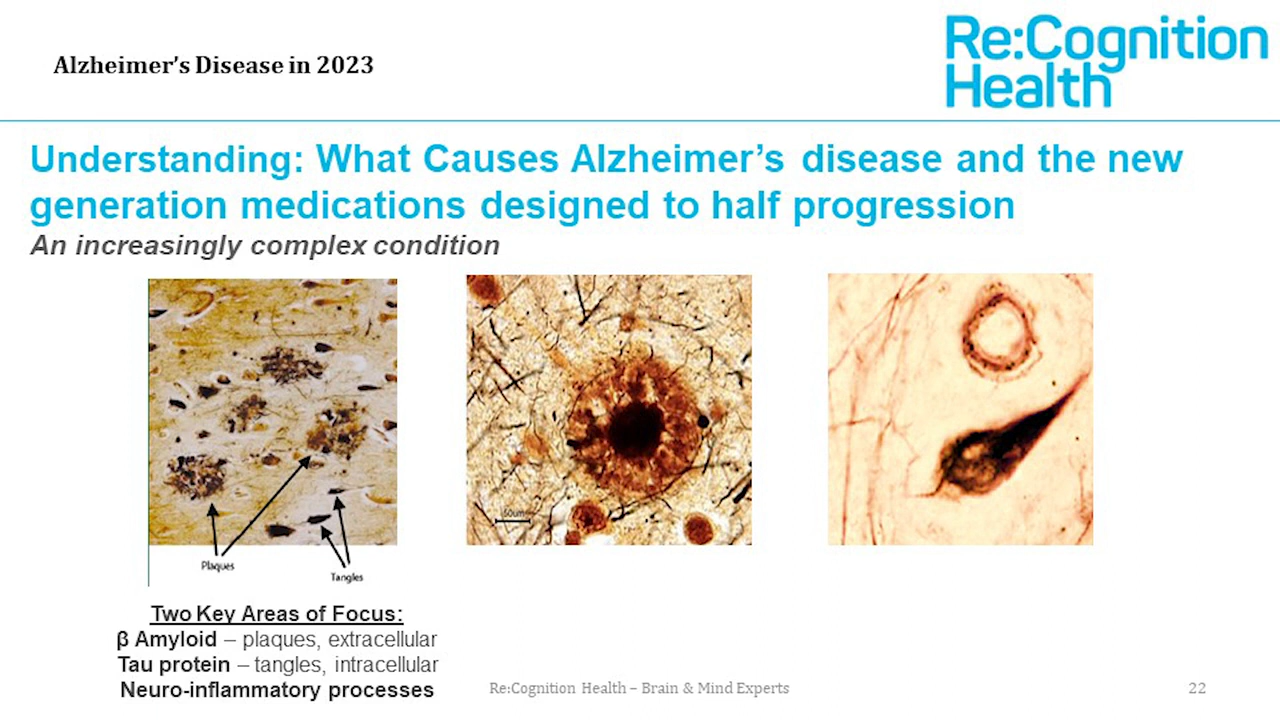 Alzheimer's Disease in 2023
Re:Cognition
Health
Understanding: What Causes Alzheimer's disease and the new
generation medications designed to half progression
An increasingly complex condition
50um
Plaques
Tangles
Two Key Areas of Focus:
β Amyloid – plaques, extracellular
Tau protein – tangles, intracellular
Neuro-inflammatory processes
Re:Cognition Health – Brain & Mind Experts
22